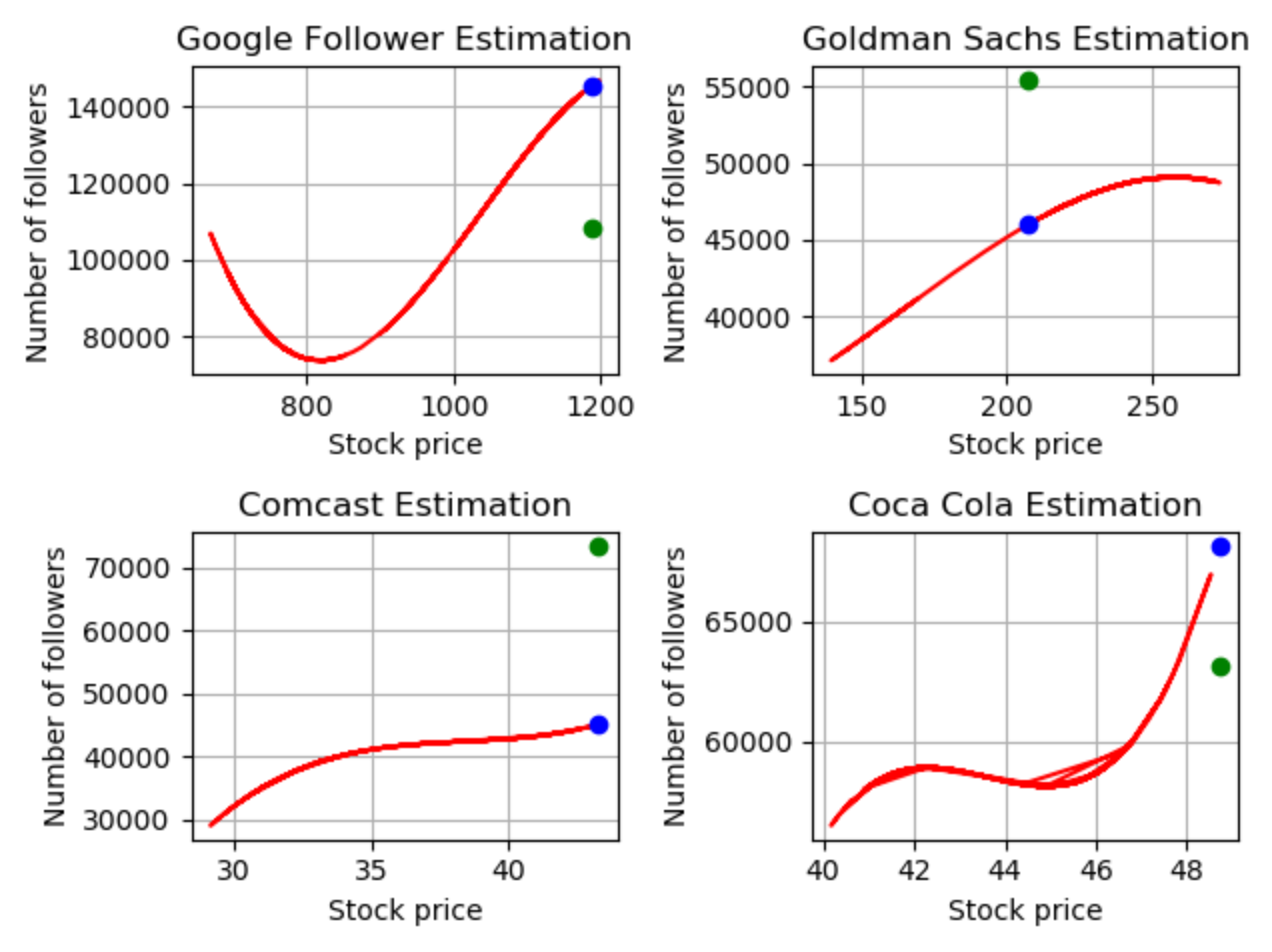 Google Follower Estimation
Number of followers
140000
120000
100000
80000
800 1000 1200
Stock price
Goldman Sachs Estimation
Number of followers
55000
50000
45000
40000
150 200 250
Stock price
Comcast Estimation
Number of followers
70000
60000
50000
40000
30000
30 35 40
Stock price
Coca Cola Estimation
Number of followers
65000
60000
40 42 44 46 48
Stock price